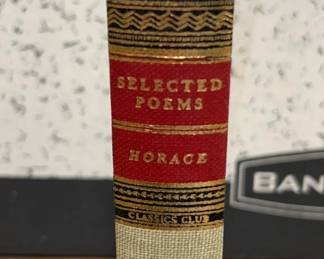 SELECTED
POEMS
HORACE
CLASSICS CLUB
BAN